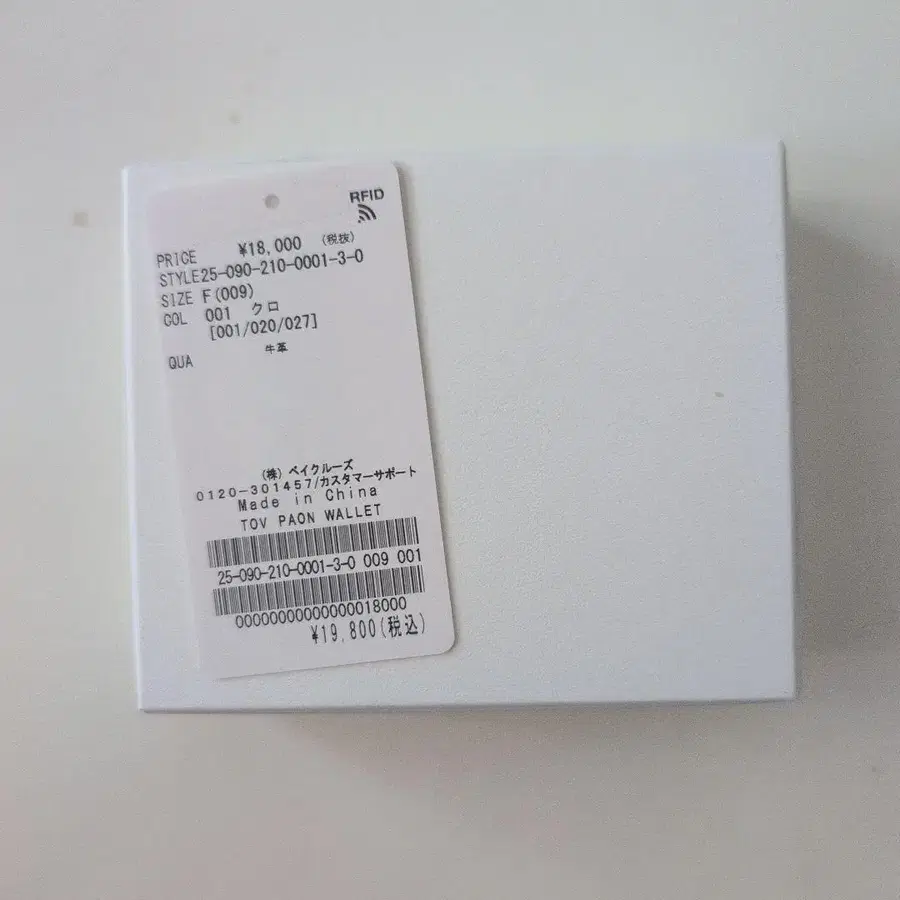 RFID
PRICE ¥18,000 (税抜)
STYLE25-090-210-0001-3-0
SIZE F(009)
COL 001 クロ
[001/020/027]
QUA 牛革
(株) ベイクルーズ
0120-301457/カスタマーサポート
Made in China
TOV PAON WALLET
25-090-210-0001-3-0 009 001
00000000000000018000
¥19,800(税込)